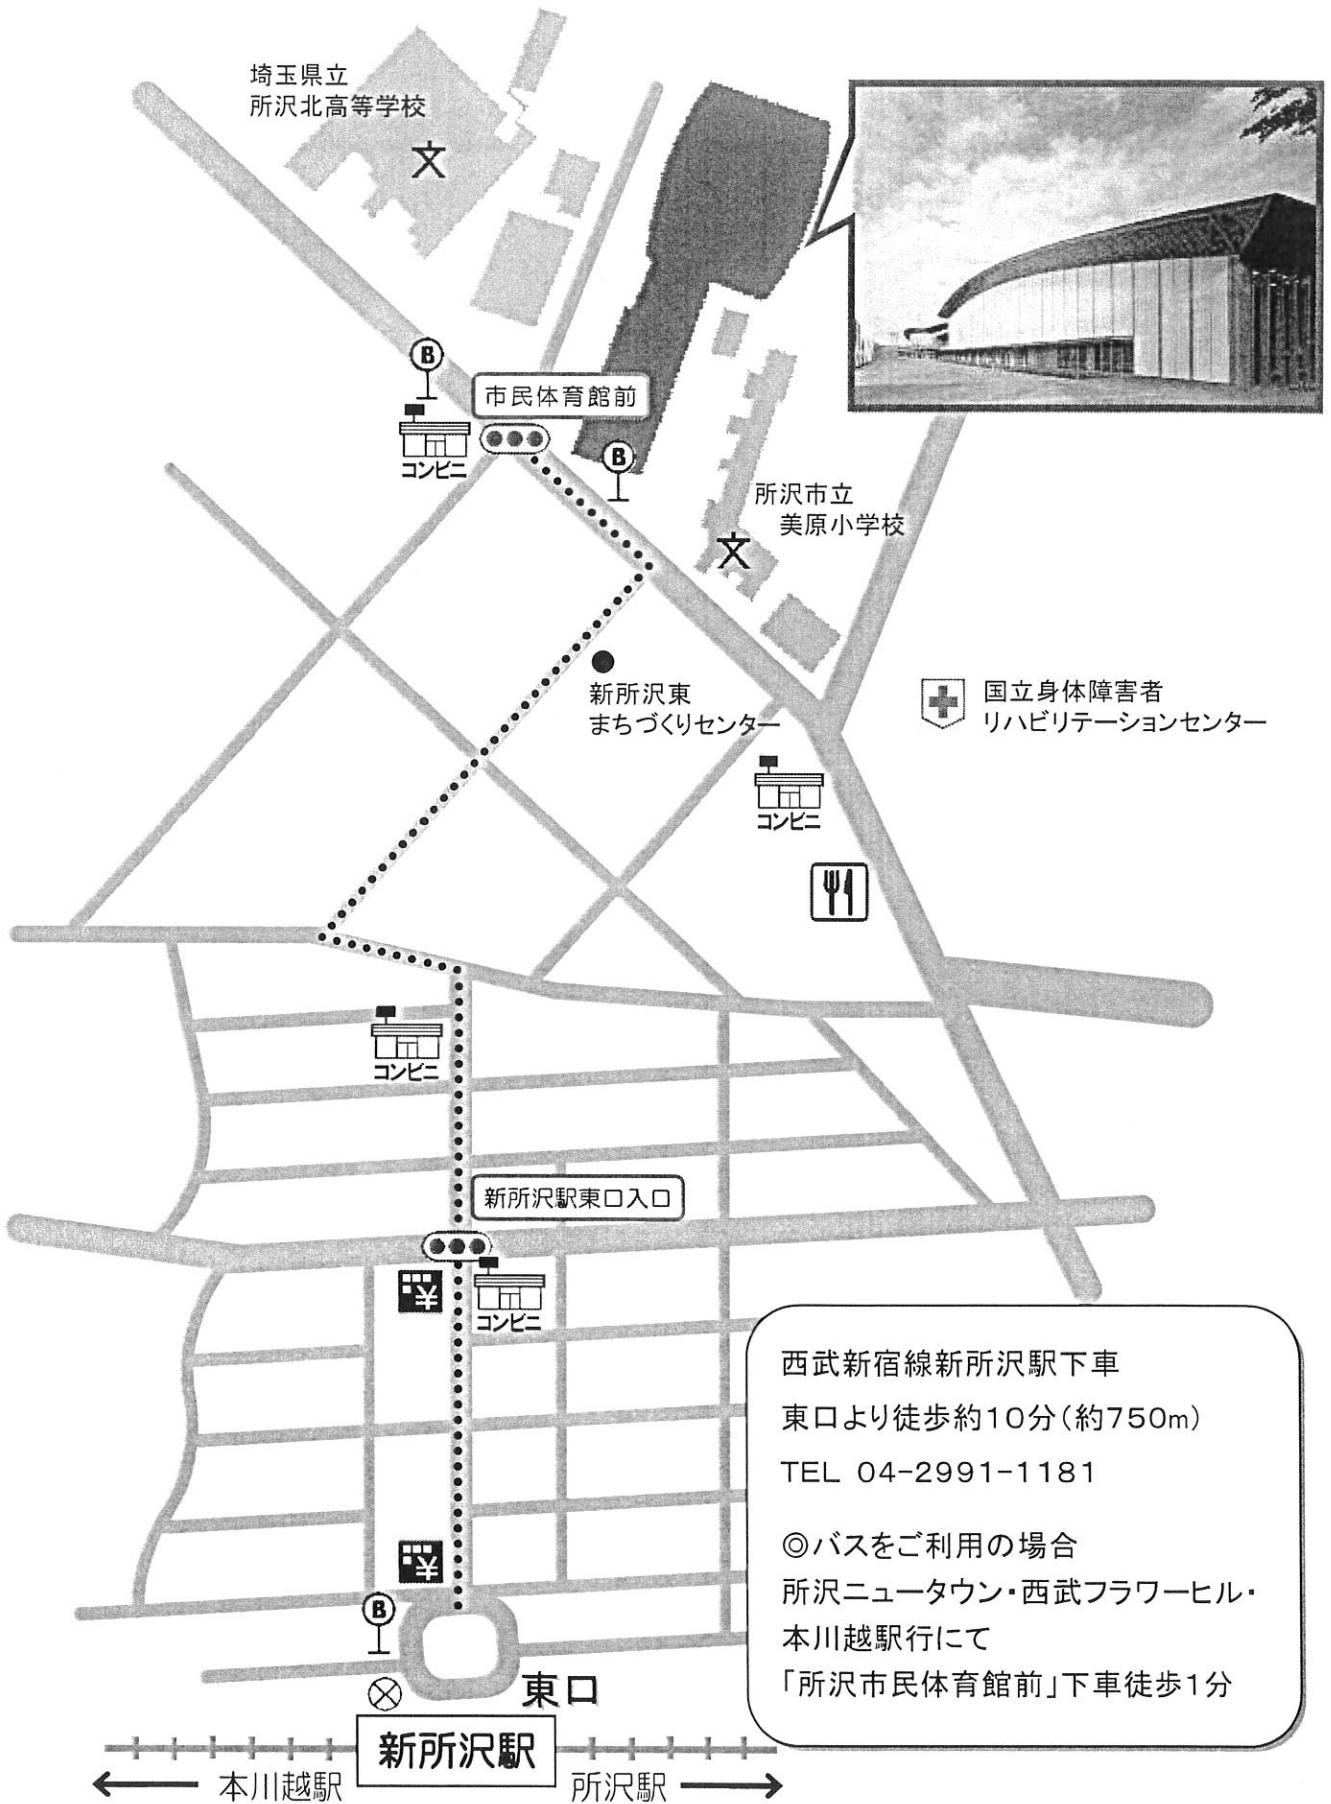 埼玉県立
所沢北高等学校
文
B
市民体育館前
コンビニ
B
所沢市立
美原小学校
文
新所沢東
まちづくりセンター
国立身体障害者
リハビリテーションセンター
コンビニ
コンビニ
新所沢駅東口入口
コンビニ
西武新宿線新所沢駅下車
東口より徒歩約10分(約750m)
TEL 04-2991-1181
◎バスをご利用の場合
所沢ニュータウン・西武フラワーヒル・
本川越駅行にて
「所沢市民体育館前」下車徒歩1分
B
東口
新所沢駅
← 本川越駅
所沢駅 →